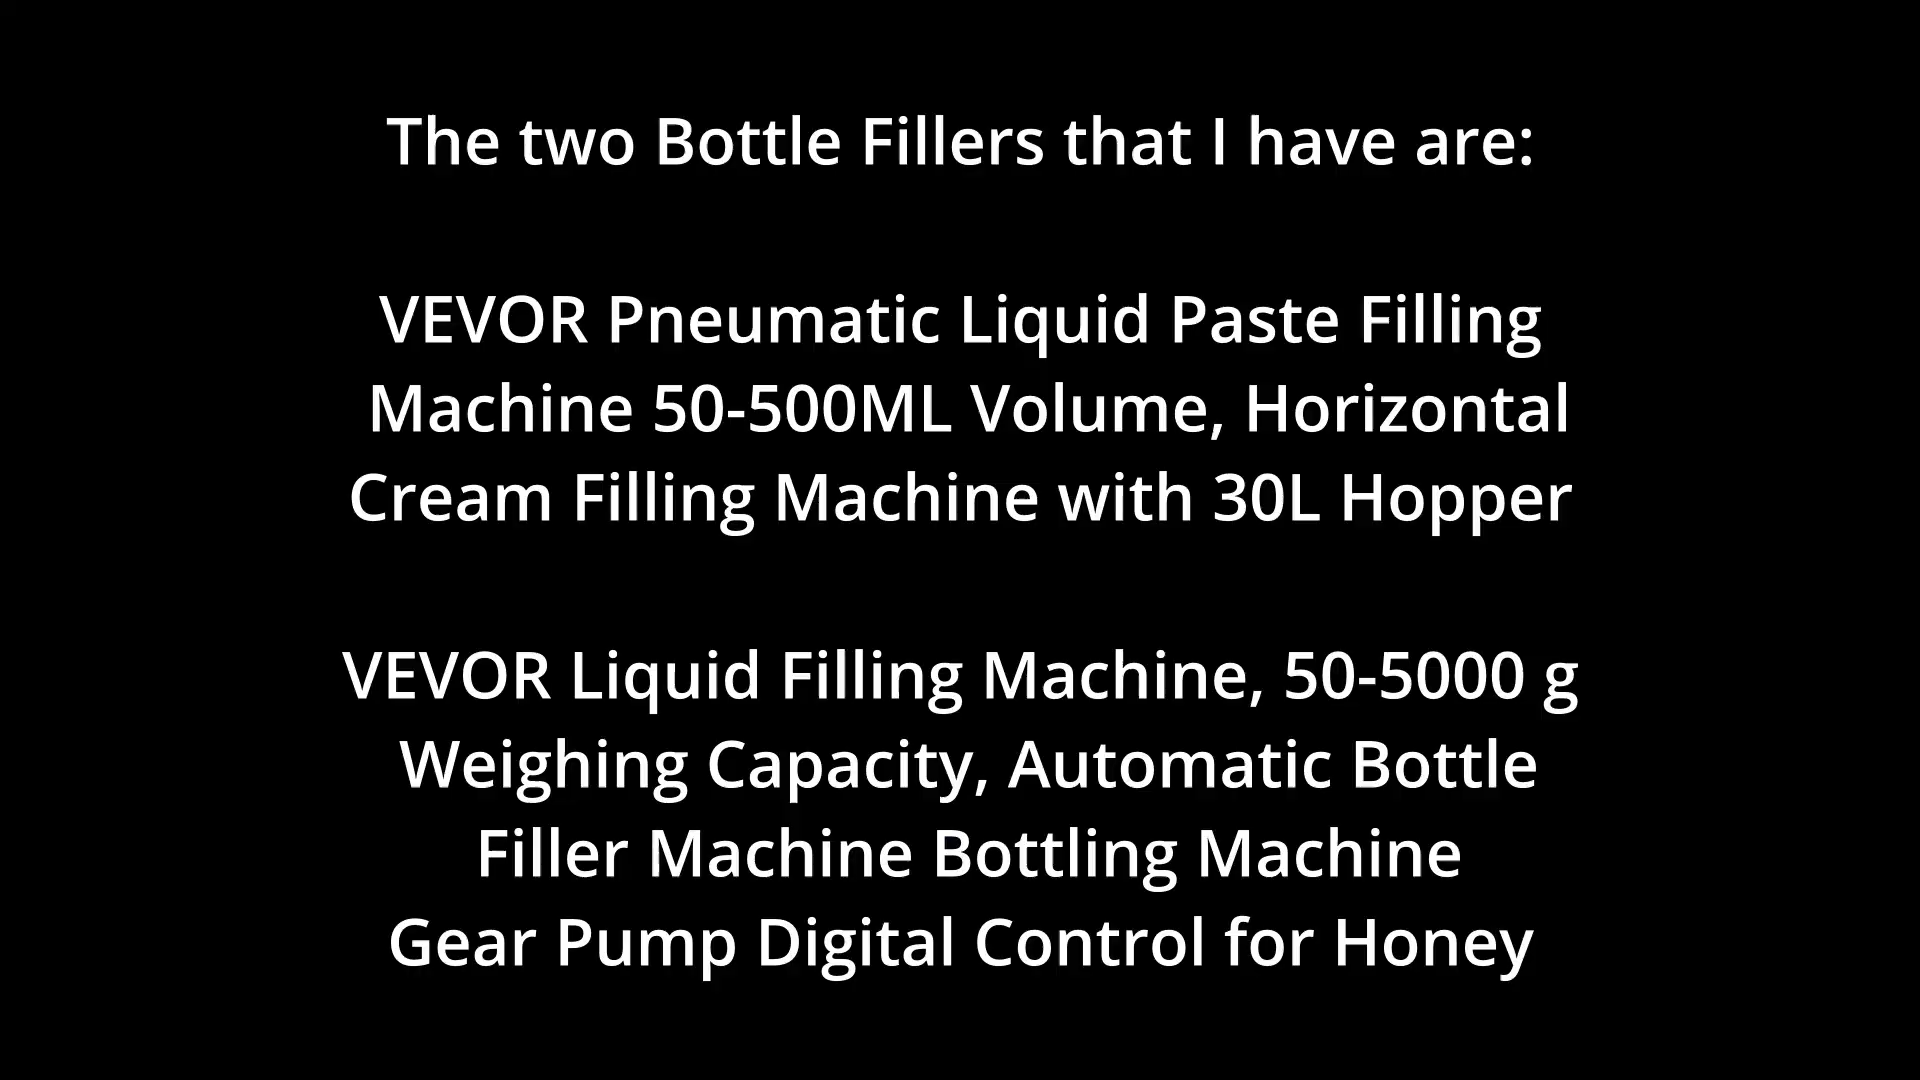 The two Bottle Fillers that I have are:
VEVOR Pneumatic Liquid Paste Filling
Machine 50-500ML Volume, Horizontal
Cream Filling Machine with 30L Hopper
VEVOR Liquid Filling Machine, 50-5000 g
Weighing Capacity, Automatic Bottle
Filler Machine Bottling Machine
Gear Pump Digital Control for Honey